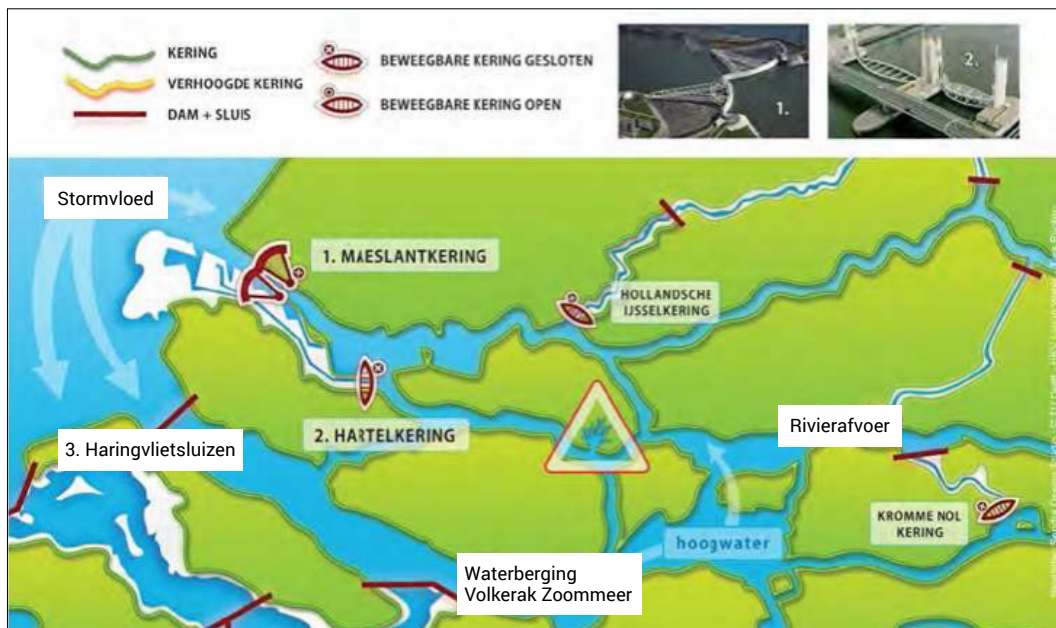 KERING
VERHOOGDE KERING
DAM + SLUIS
BEWEEGBARE KERING GESLOTEN
BEWEEGBARE KERING OPEN
1.
2.
Stormvloed
1. MAESLANTKERING
HOLLANDSCHE
IJSSELKERING
2. HARTELKERING
3. Haringvlietsluizen
Rivierafvoer
KROMME NOL
KERING
hoogwater
Waterberging
Volkerak Zoommeer